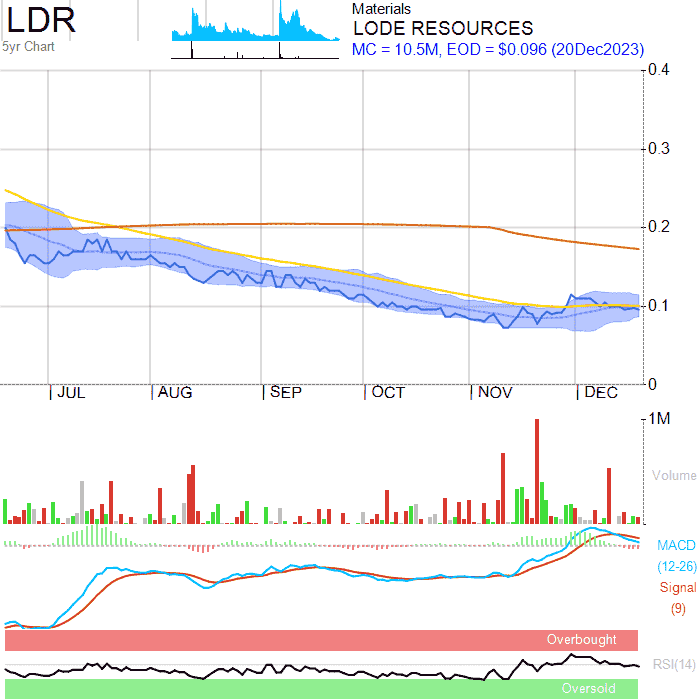 LDR
5yr Chart
Materials
LODE RESOURCES
MC = 10.5M, EOD = $0.096 (20Dec2023)
0.4
0.3
0.2
0.1
0
JUL AUG SEP OCT NOV DEC
1M
Volume
MACD
(12-26)
Signal
(9)
Overbought
RSI(14)
Oversold